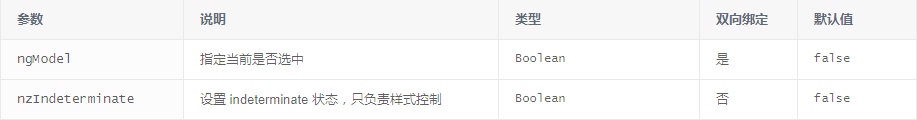 参数 说明 类型 双向绑定 默认值
ngModel 指定当前是否选中 Boolean 是 false
nzIndeterminate 设置 indeterminate 状态，只负责样式控制 Boolean 否 false